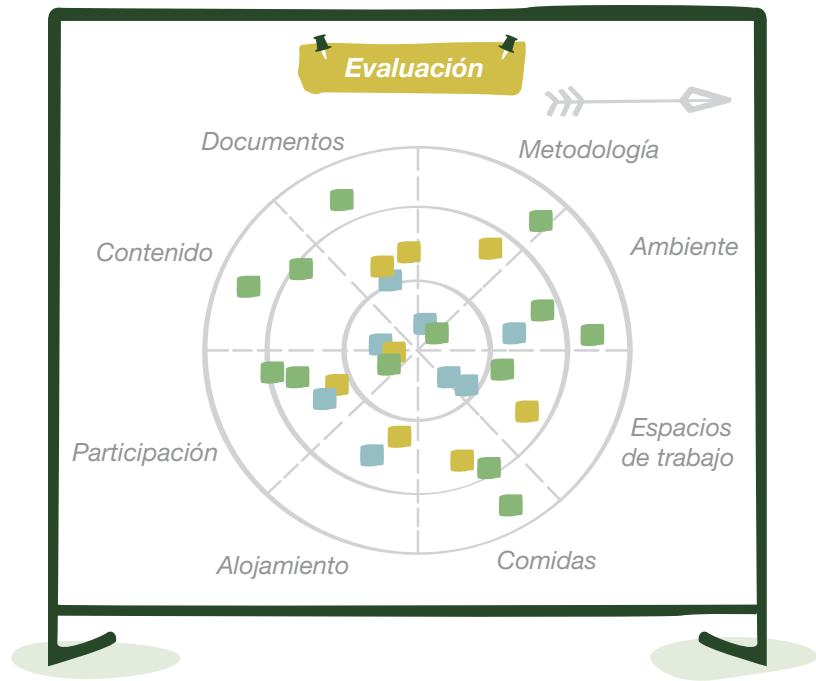 Evaluación
Documentos
Metodología
Contenido
Ambiente
Participación
Espacios
de trabajo
Alojamiento
Comidas